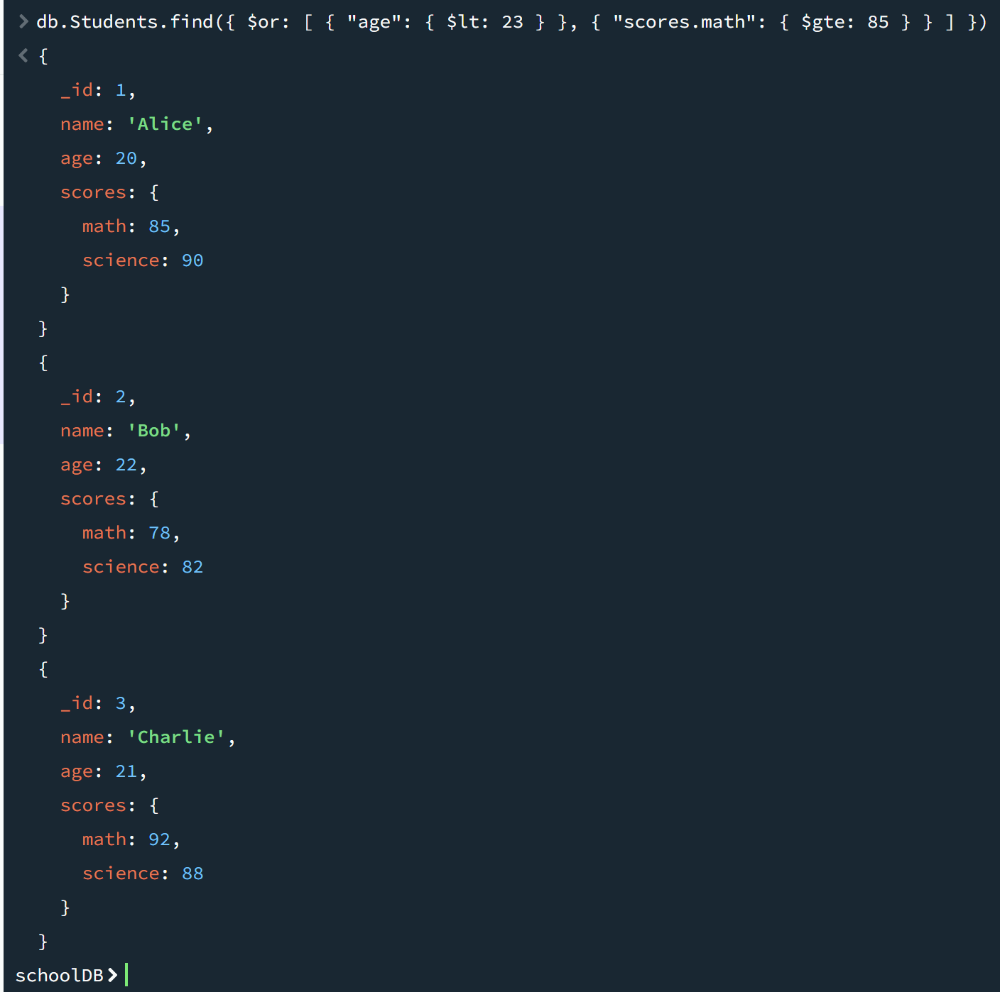 > db.Students.find({ $or: [ { "age": { $lt: 23 } }, { "scores.math": { $gte: 85 } } ] })
< {
    _id: 1,
    name: 'Alice',
    age: 20,
    scores: {
      math: 85,
      science: 90
    }
  }
  {
    _id: 2,
    name: 'Bob',
    age: 22,
    scores: {
      math: 78,
      science: 82
    }
  }
  {
    _id: 3,
    name: 'Charlie',
    age: 21,
    scores: {
      math: 92,
      science: 88
    }
  }
schoolDB>